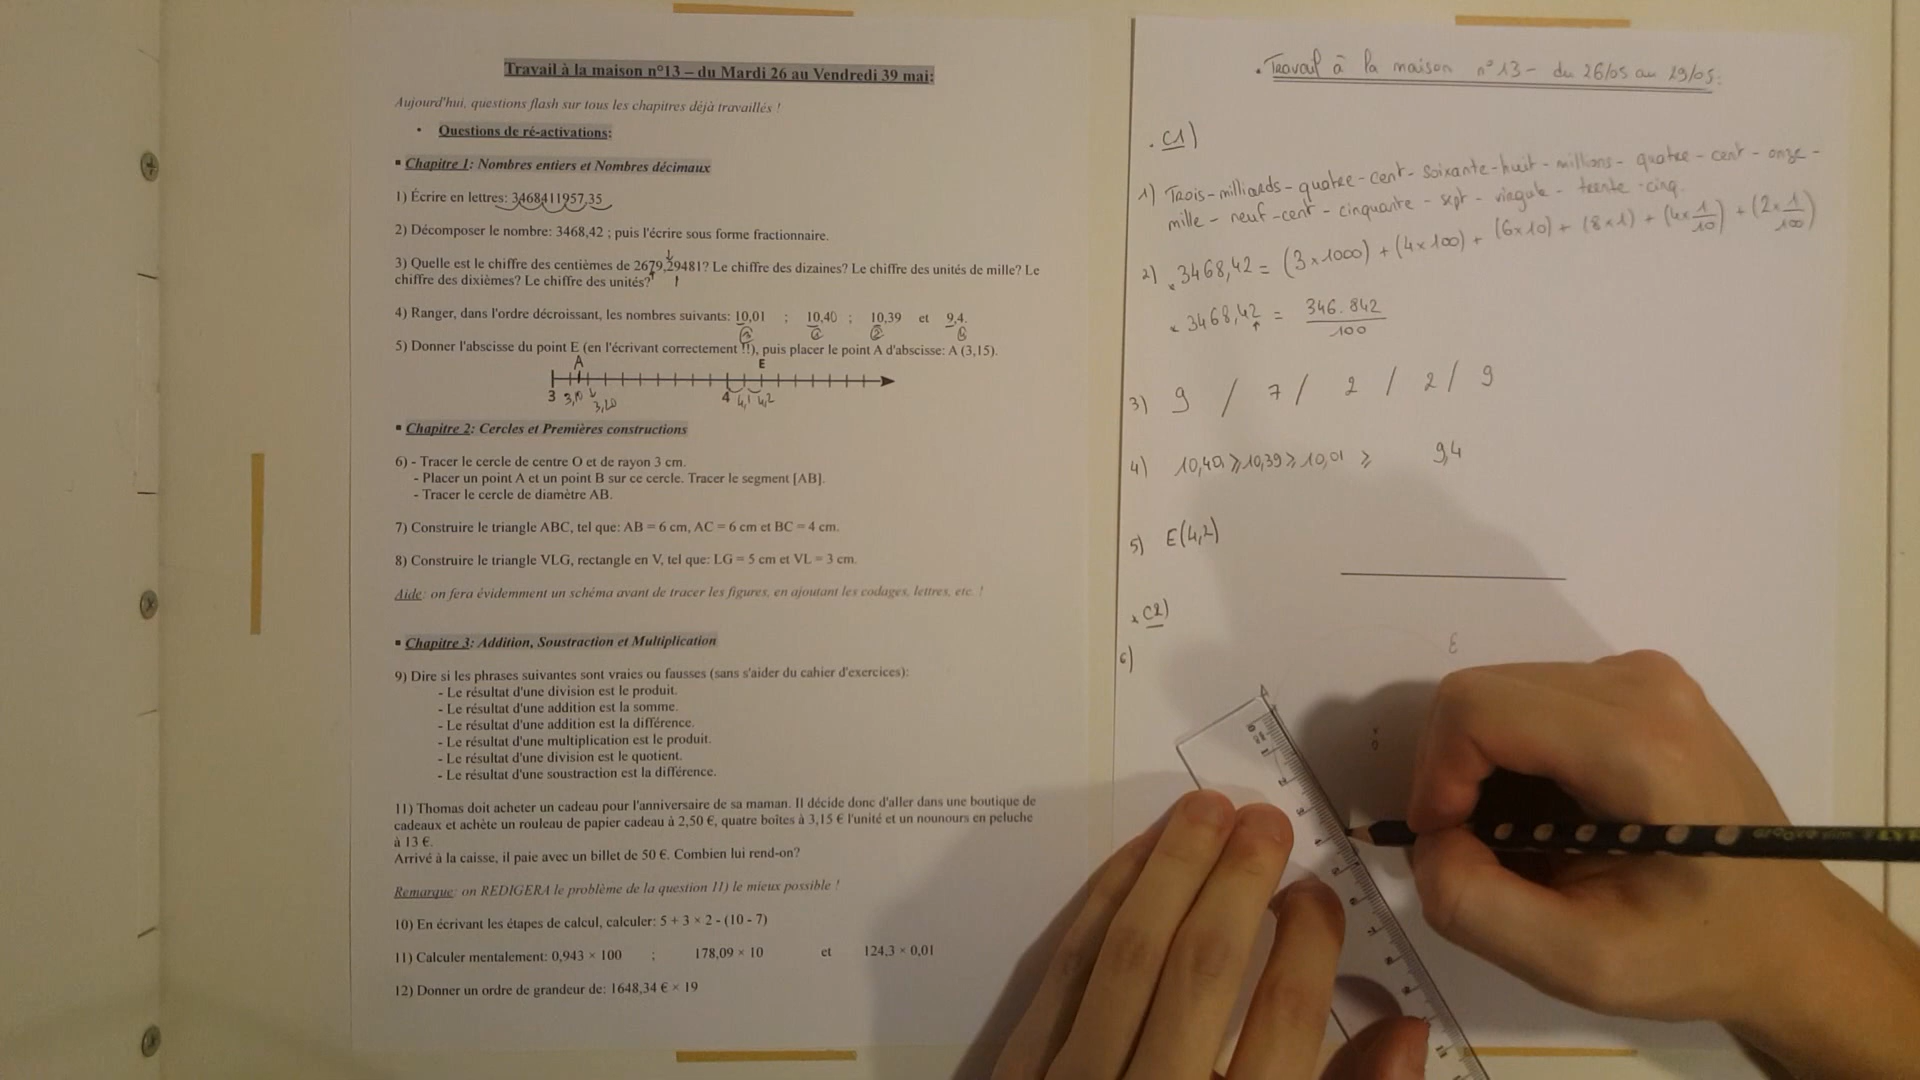 Travail à la maison n°13 – du Mardi 26 au Vendredi 39 mai:
Aujourd'hui, questions flash sur tous les chapitres déjà travaillés !
• Questions de ré-activations:
▪ Chapitre 1: Nombres entiers et Nombres décimaux
1) Écrire en lettres: 3468411957,35
2) Décomposer le nombre: 3468,42 ; puis l'écrire sous forme fractionnaire.
3) Quelle est le chiffre des centièmes de 2679,29481? Le chiffre des dizaines? Le chiffre des unités de mille? Le
chiffre des dixièmes? Le chiffre des unités?
4) Ranger, dans l'ordre décroissant, les nombres suivants: 10,01 ; 10,40 ; 10,39 et 9,4.
5) Donner l'abscisse du point E (en l'écrivant correctement !!), puis placer le point A d'abscisse: A (3,15).
A E
3 3,10 3,20 4 4,1 4,2
▪ Chapitre 2: Cercles et Premières constructions
6) - Tracer le cercle de centre O et de rayon 3 cm.
- Placer un point A et un point B sur ce cercle. Tracer le segment [AB].
- Tracer le cercle de diamètre AB.
7) Construire le triangle ABC, tel que: AB = 6 cm, AC = 6 cm et BC = 4 cm.
8) Construire le triangle VLG, rectangle en V, tel que: LG = 5 cm et VL = 3 cm.
Aide: on fera évidemment un schéma avant de tracer les figures, en ajoutant les codages, lettres, etc. !
▪ Chapitre 3: Addition, Soustraction et Multiplication
9) Dire si les phrases suivantes sont vraies ou fausses (sans s'aider du cahier d'exercices):
- Le résultat d'une division est le produit.
- Le résultat d'une addition est la somme.
- Le résultat d'une addition est la différence.
- Le résultat d'une multiplication est le produit.
- Le résultat d'une division est le quotient.
- Le résultat d'une soustraction est la différence.
11) Thomas doit acheter un cadeau pour l'anniversaire de sa maman. Il décide donc d'aller dans une boutique de
cadeaux et achète un rouleau de papier cadeau à 2,50 €, quatre boîtes à 3,15 € l'unité et un nounours en peluche
à 13 €.
Arrivé à la caisse, il paie avec un billet de 50 €. Combien lui rend-on?
Remarque: on REDIGERA le problème de la question 11) le mieux possible !
10) En écrivant les étapes de calcul, calculer: 5 + 3 × 2 - (10 - 7)
11) Calculer mentalement: 0,943 × 100 ; 178,09 × 10 et 124,3 × 0,01
12) Donner un ordre de grandeur de: 1648,34 € × 19
. Travail à la maison n°13 - du 26/05 au 29/05:
. C1)
1) Trois-milliards-quatre-cent-soixante-huit-millions-quatre-cent-onze-
mille-neuf-cent-cinquante-sept-virgule-trente-cinq.
2) × 3468,42 = (3×1000) + (4×100) + (6×10) + (8×1) + (4×1/10) + (2×1/100)
× 3468,42 = 346.842/100
3) 9 / 7 / 2 / 2 / 9
4) 10,40 ⩾ 10,39 ⩾ 10,01 ⩾ 9,4
5) E(4,2)
× C2)
6)
E
A
O